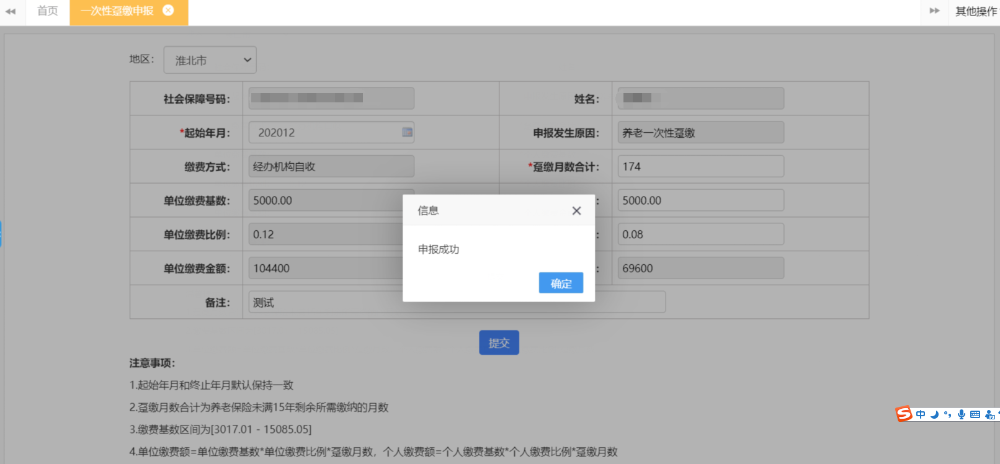 首页 一次性趸缴申报 其他操作
地区： 淮北市
社会保障号码： 姓名：
*起始年月： 202012 申报发生原因： 养老一次性趸缴
缴费方式： 经办机构自收 *趸缴月数合计： 174
单位缴费基数： 5000.00 ： 5000.00
单位缴费比例： 0.12 ： 0.08
单位缴费金额： 104400 ： 69600
备注： 测试
信息
申报成功
确定
提交
注意事项：
1.起始年月和终止年月默认保持一致
2.趸缴月数合计为养老保险未满15年剩余所需缴纳的月数
3.缴费基数区间为[3017.01 - 15085.05]
4.单位缴费额=单位缴费基数*单位缴费比例*趸缴月数，个人缴费额=个人缴费基数*个人缴费比例*趸缴月数
S 中